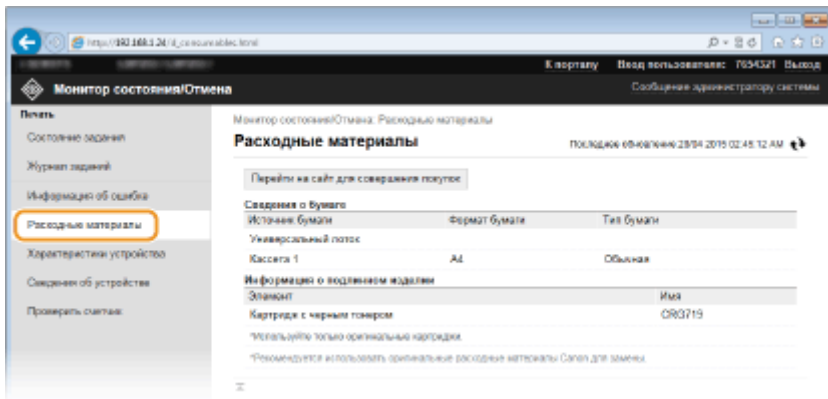 http://192.168.1.24/d_consumables.html
К порталу Вход пользователя: 7654321 Выход
Монитор состояния/Отмена
Сообщение администратору системы
Печать
Состояние задания
Журнал заданий
Информация об ошибке
Расходные материалы
Характеристики устройства
Сведения об устройстве
Проверить счетчик
Монитор состояния/Отмена: Расходные материалы
Расходные материалы
Последнее обновление 28/04 2015 02:45:12 AM
Перейти на сайт для совершения покупок
Сведения о бумаге
Источник бумаги Формат бумаги Тип бумаги
Универсальный лоток
Кассета 1 A4 Обычная
Информация о подлинном изделии
Элемент Имя
Картридж с черным тонером CRG719
*Используйте только оригинальные картриджи.
*Рекомендуется использовать оригинальные расходные материалы Canon для замены.